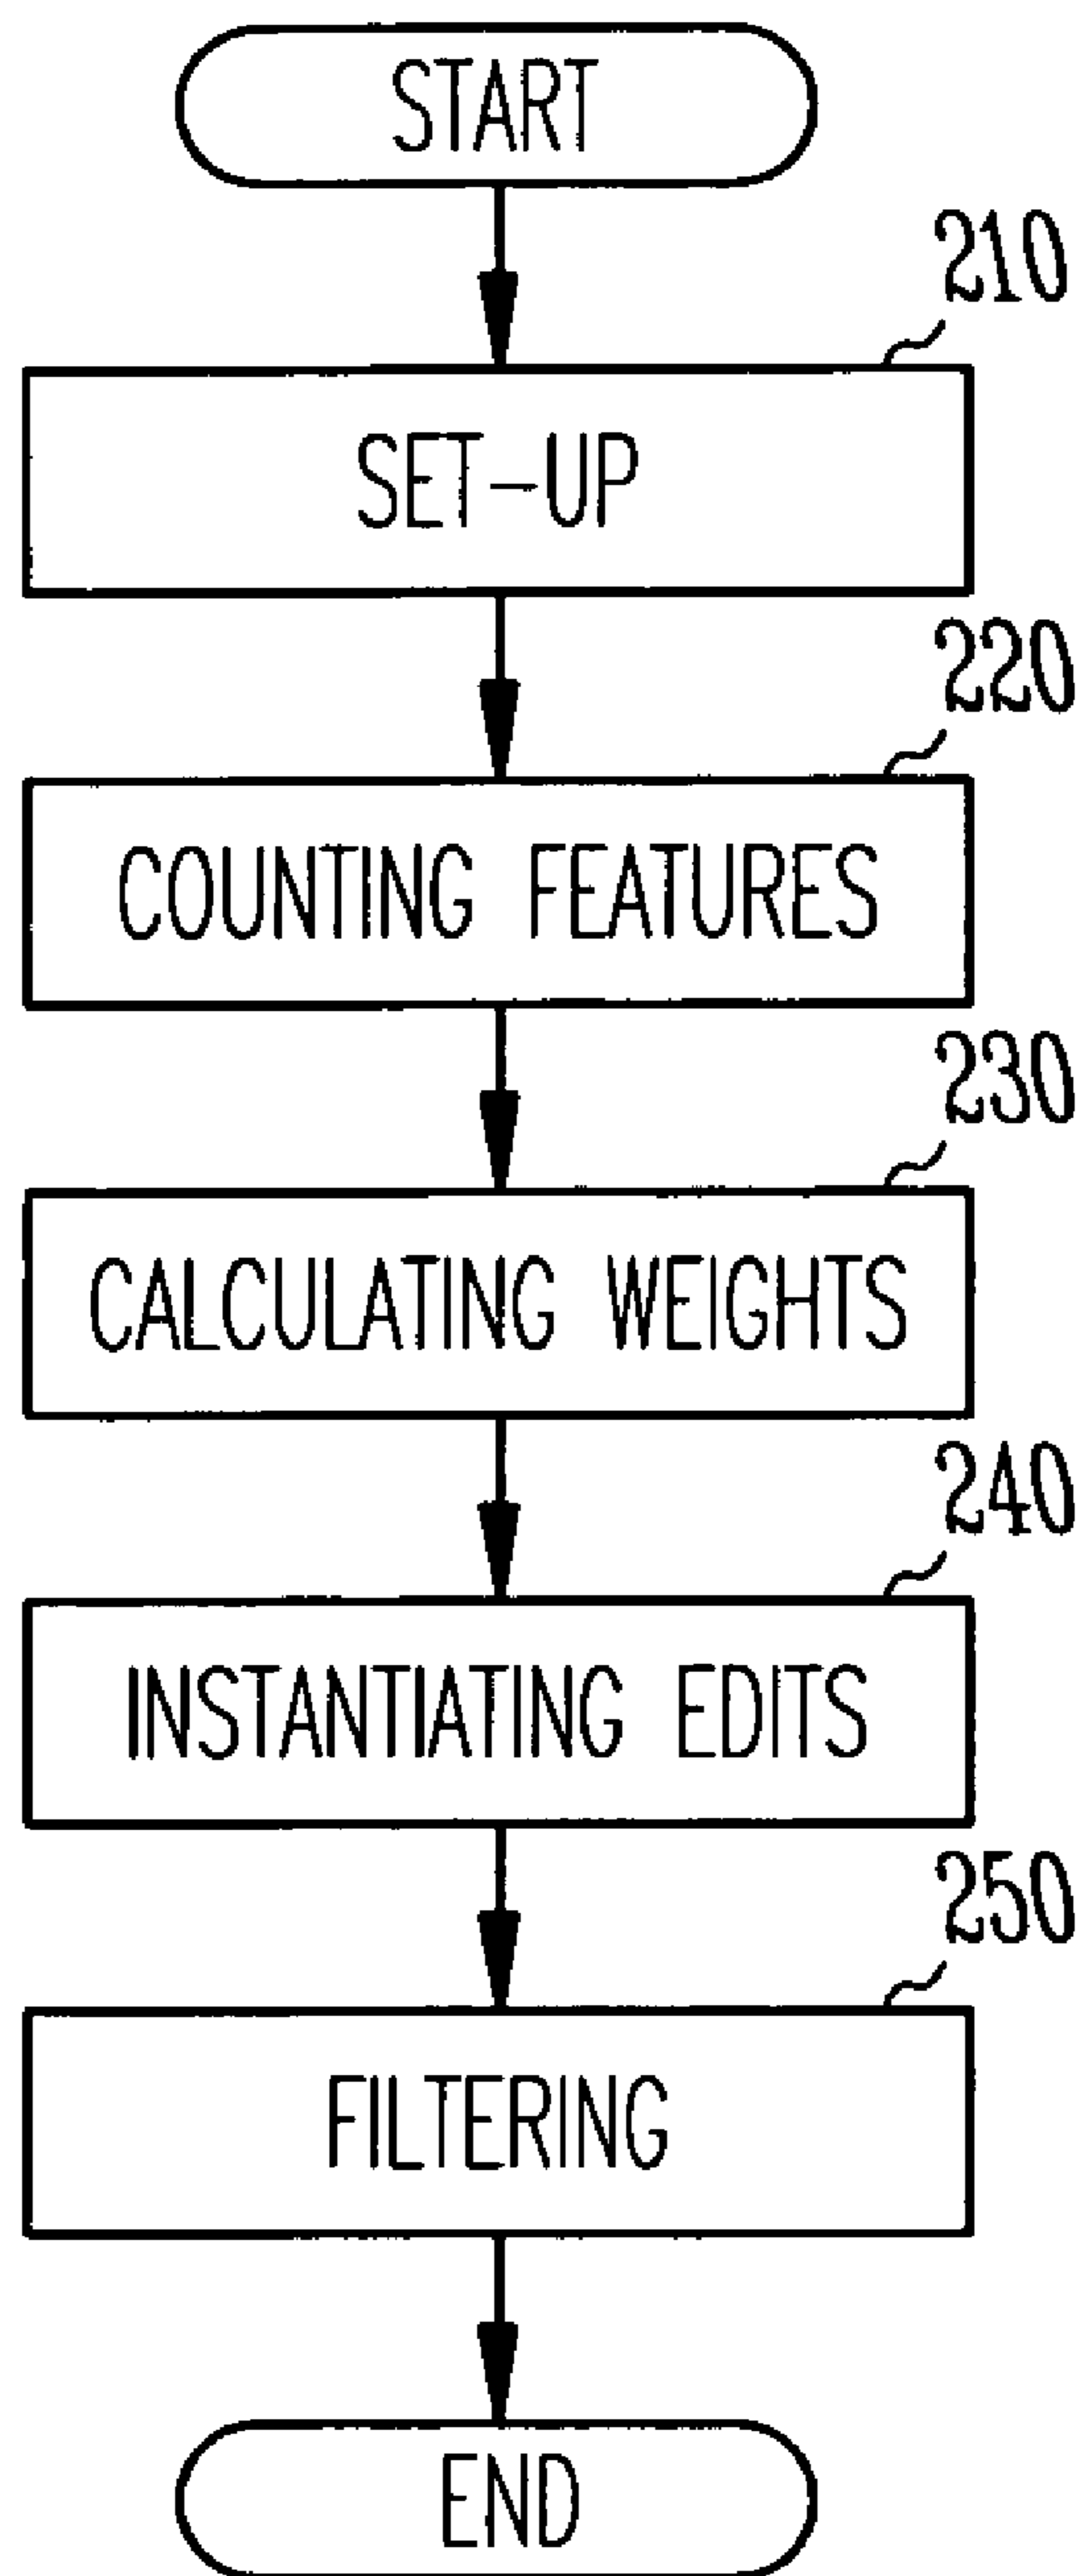 START
210
SET-UP
220
COUNTING FEATURES
230
CALCULATING WEIGHTS
240
INSTANTIATING EDITS
250
FILTERING
END